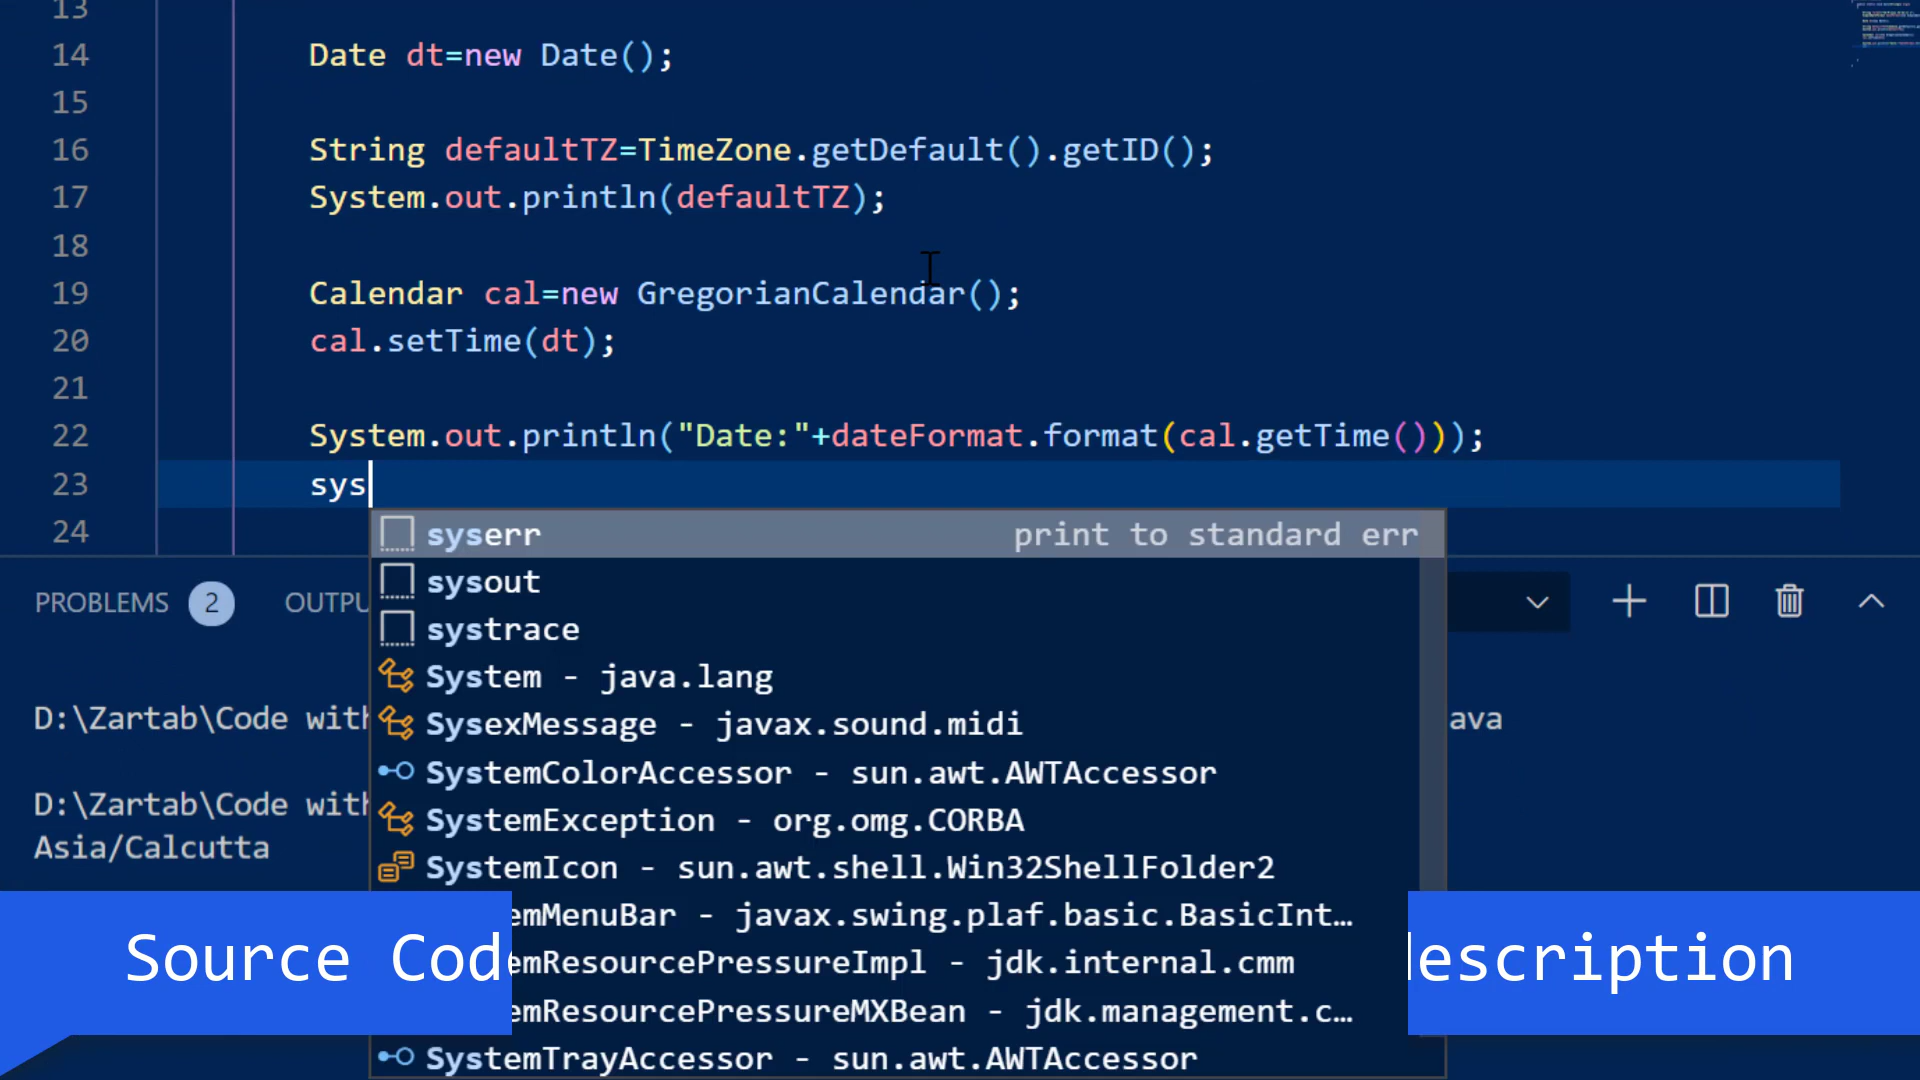 13
14 Date dt=new Date();
15
16 String defaultTZ=TimeZone.getDefault().getID();
17 System.out.println(defaultTZ);
18
19 Calendar cal=new GregorianCalendar();
20 cal.setTime(dt);
21
22 System.out.println("Date:"+dateFormat.format(cal.getTime()));
23 sys
24
syserr print to standard err
sysout
systrace
System - java.lang
SysexMessage - javax.sound.midi
SystemColorAccessor - sun.awt.AWTAccessor
SystemException - org.omg.CORBA
SystemIcon - sun.awt.shell.Win32ShellFolder2
emMenuBar - javax.swing.plaf.basic.BasicInt…
emResourcePressureImpl - jdk.internal.cmm
emResourcePressureMXBean - jdk.management.c…
SystemTrayAccessor - sun.awt.AWTAccessor
PROBLEMS 2 OUTPU
D:\Zartab\Code with ava
D:\Zartab\Code with
Asia/Calcutta
Source Code escription